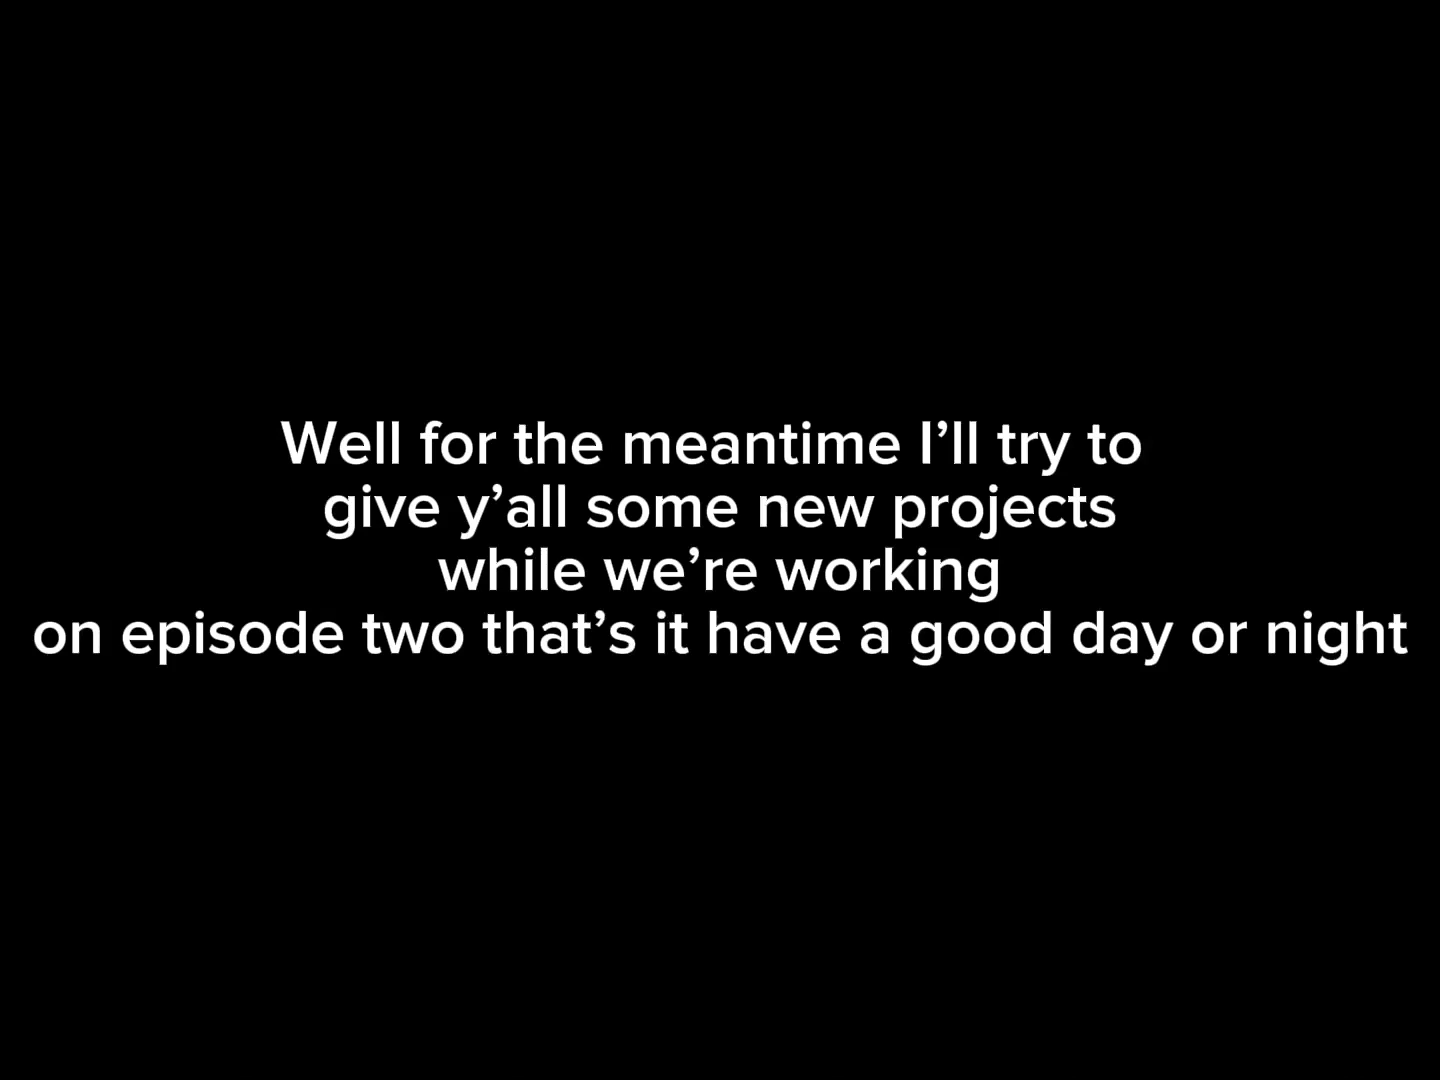 Well for the meantime I’ll try to
give y’all some new projects
while we’re working
on episode two that’s it have a good day or night